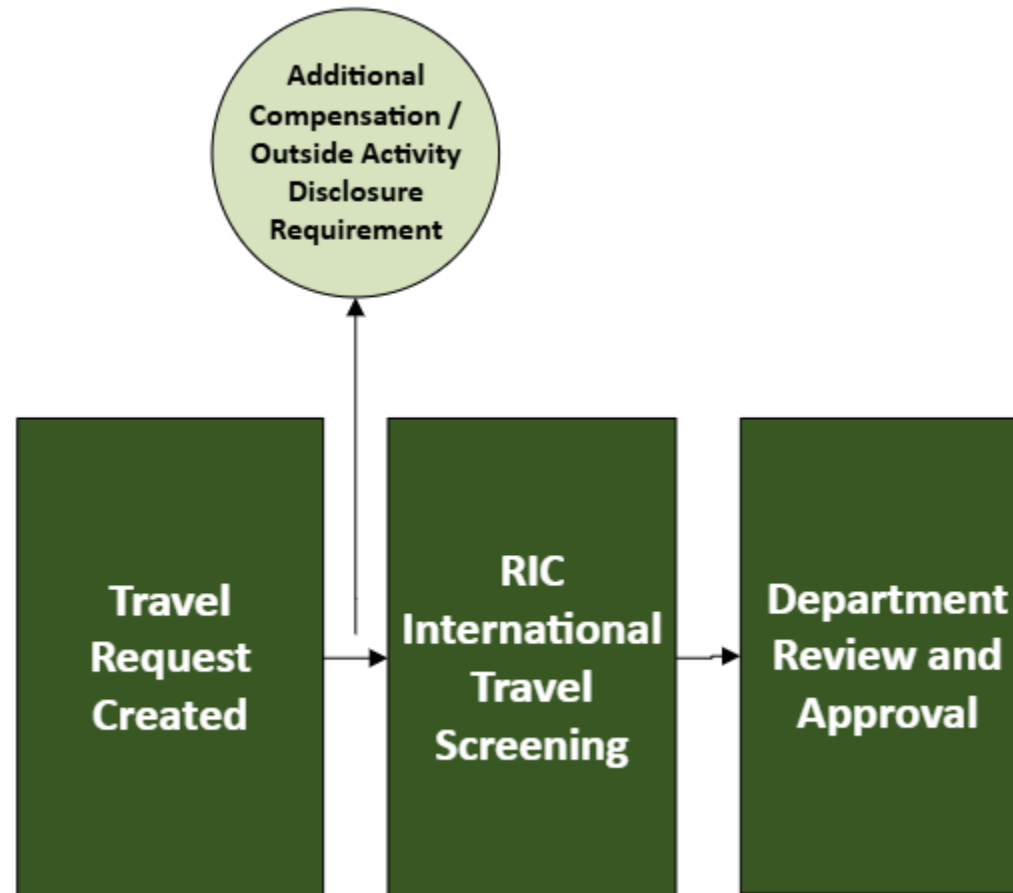 Additional
Compensation /
Outside Activity
Disclosure
Requirement
Travel
Request
Created
RIC
International
Travel
Screening
Department
Review and
Approval